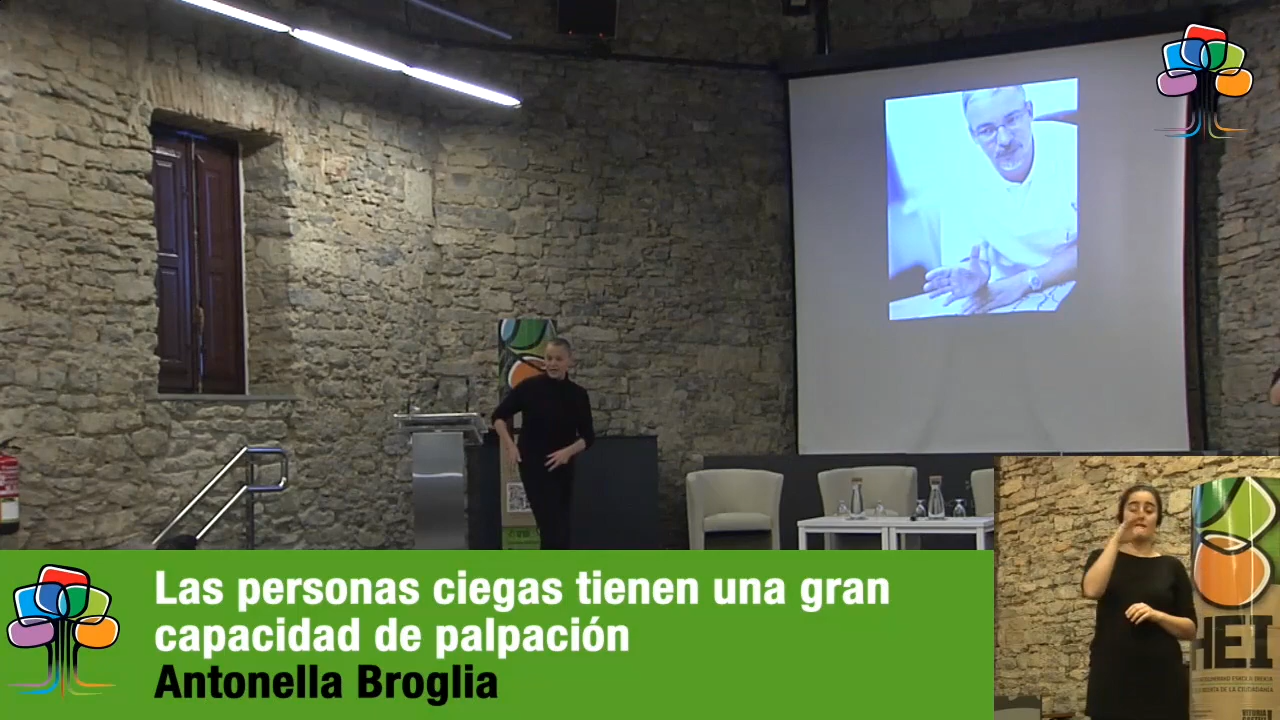 Las personas ciegas tienen una gran
capacidad de palpación
Antonella Broglia
HEI